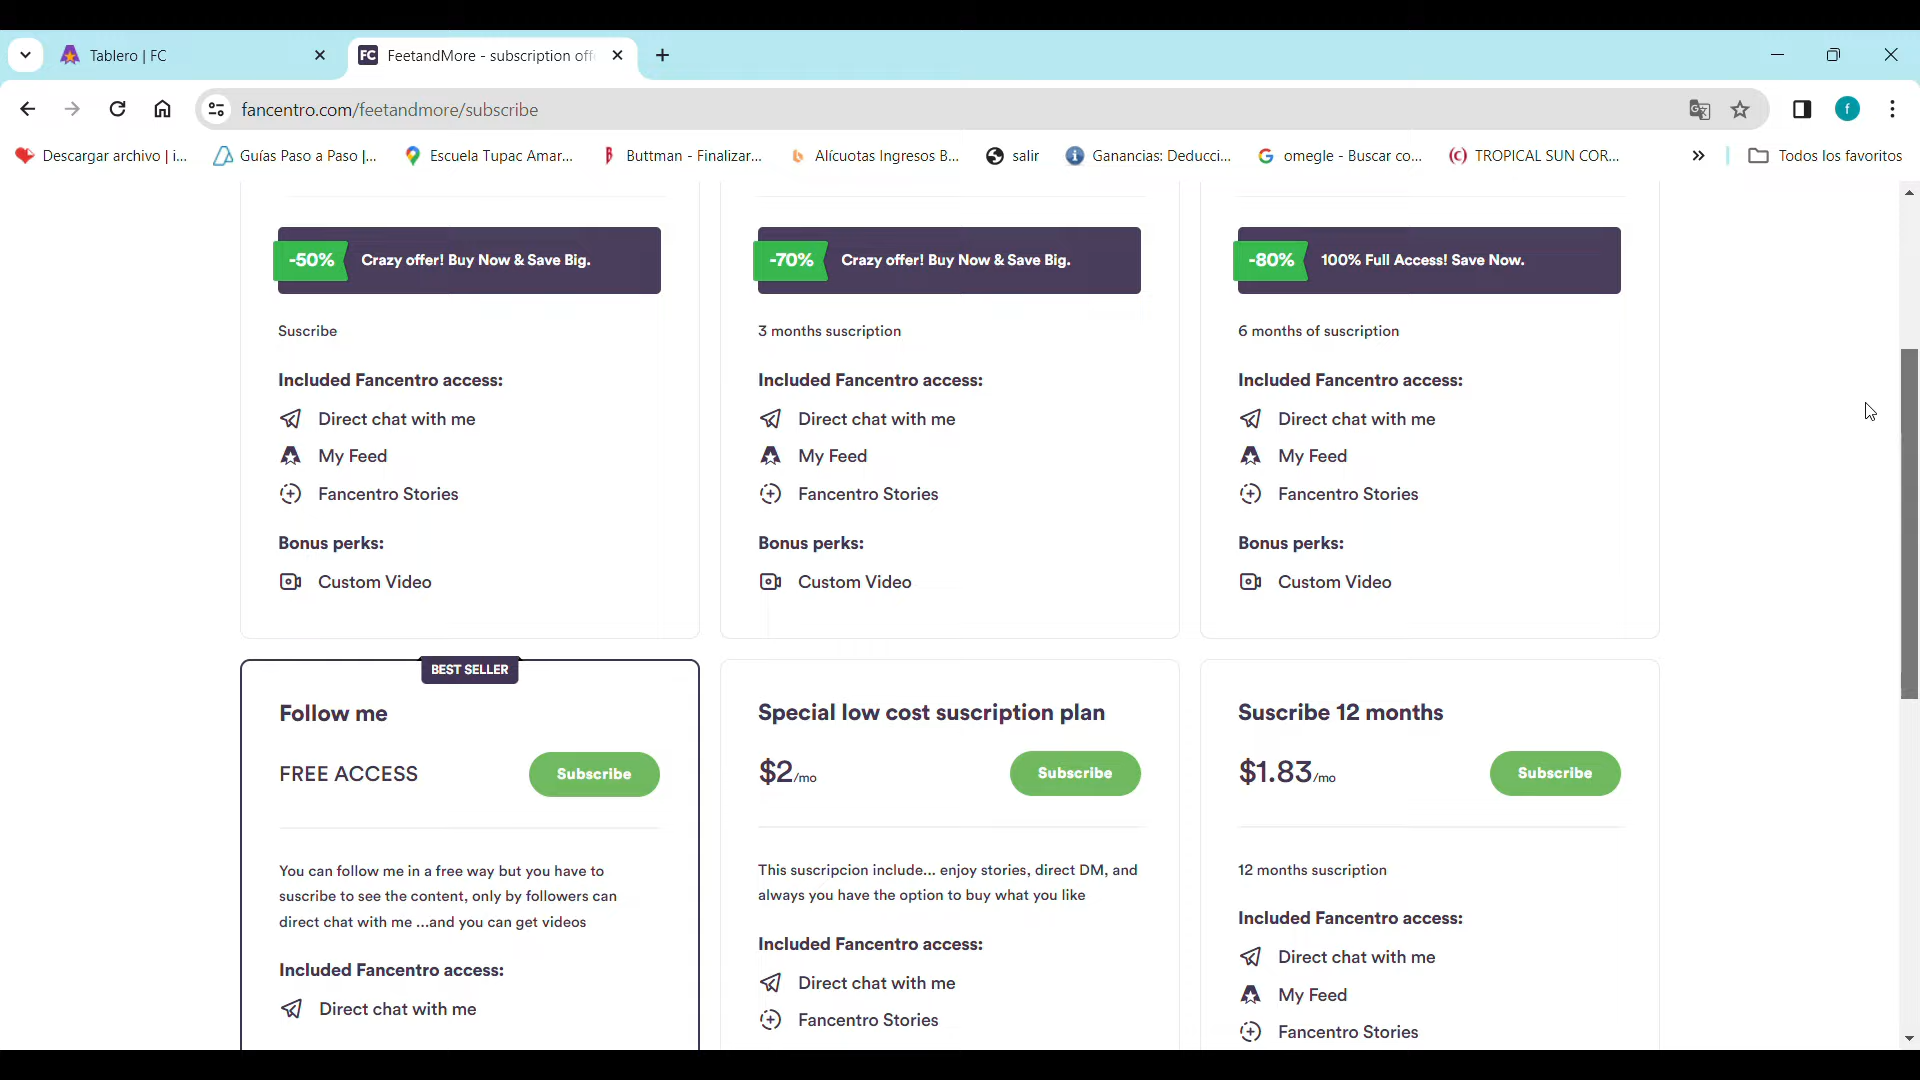 Tablero | FC
FC FeetandMore - subscription off
fancentro.com/feetandmore/subscribe
f
Descargar archivo | i...
Guías Paso a Paso |...
Escuela Tupac Amar...
Buttman - Finalizar...
Alícuotas Ingresos B...
salir
Ganancias: Deducci...
omegle - Buscar co...
TROPICAL SUN COR...
Todos los favoritos
-50% Crazy offer! Buy Now & Save Big.
Suscribe
Included Fancentro access:
Direct chat with me
My Feed
Fancentro Stories
Bonus perks:
Custom Video
-70% Crazy offer! Buy Now & Save Big.
3 months suscription
Included Fancentro access:
Direct chat with me
My Feed
Fancentro Stories
Bonus perks:
Custom Video
-80% 100% Full Access! Save Now.
6 months of suscription
Included Fancentro access:
Direct chat with me
My Feed
Fancentro Stories
Bonus perks:
Custom Video
BEST SELLER
Follow me
FREE ACCESS Subscribe
You can follow me in a free way but you have to
suscribe to see the content, only by followers can
direct chat with me ...and you can get videos
Included Fancentro access:
Direct chat with me
Special low cost suscription plan
$2/mo Subscribe
This suscripcion include... enjoy stories, direct DM, and
always you have the option to buy what you like
Included Fancentro access:
Direct chat with me
Fancentro Stories
Suscribe 12 months
$1.83/mo Subscribe
12 months suscription
Included Fancentro access:
Direct chat with me
My Feed
Fancentro Stories